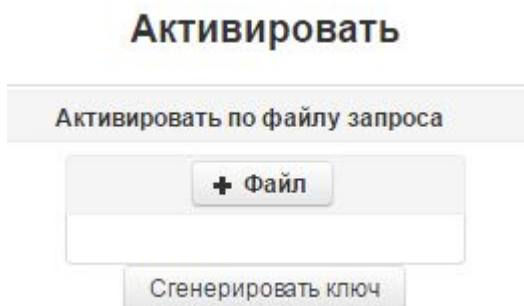 Активировать
Активировать по файлу запроса
+ Файл
Сгенерировать ключ